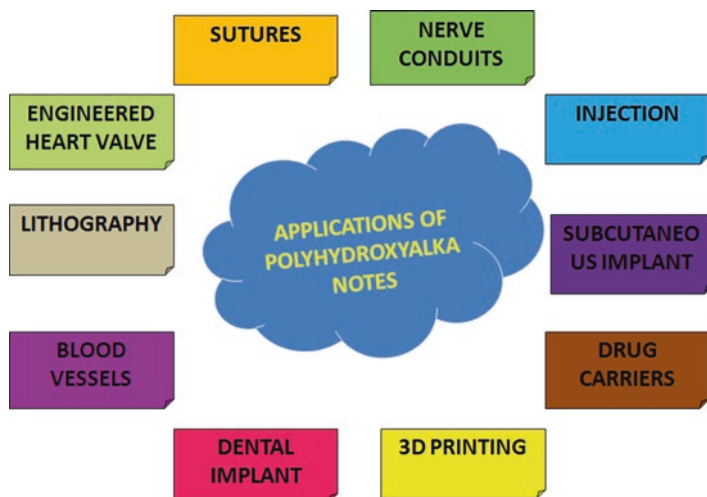 SUTURES
NERVE
CONDUITS
ENGINEERED
HEART VALVE
INJECTION
LITHOGRAPHY
APPLICATIONS OF
POLYHYDROXYALKA
NOTES
SUBCUTANEO
US IMPLANT
BLOOD
VESSELS
DRUG
CARRIERS
DENTAL
IMPLANT
3D PRINTING